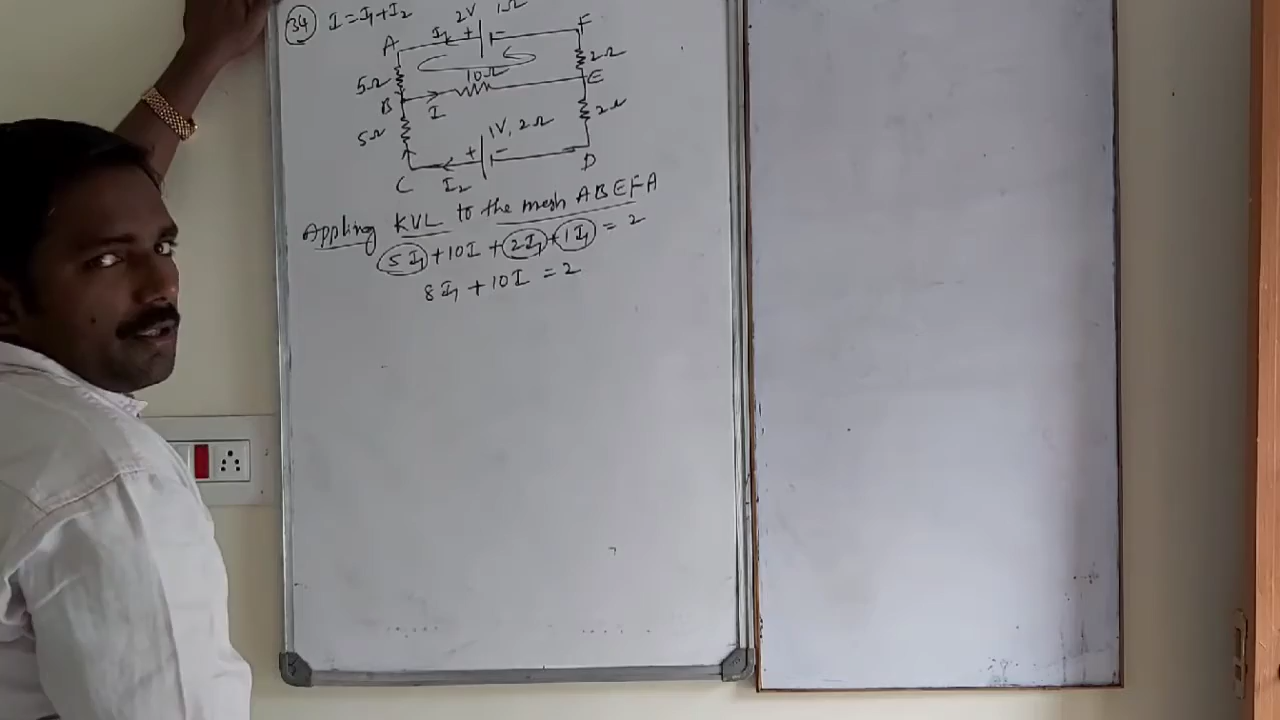 34 I = I₁ + I₂
2V 1Ω
A I₁ + - F
5Ω 2Ω
10Ω E
B I
5Ω 2Ω
1V, 2Ω
+ - D
C I₂
Appling KVL to the mesh ABEFA
5I₁ + 10I + 2I₁ + 1I₁ = 2
8I₁ + 10I = 2